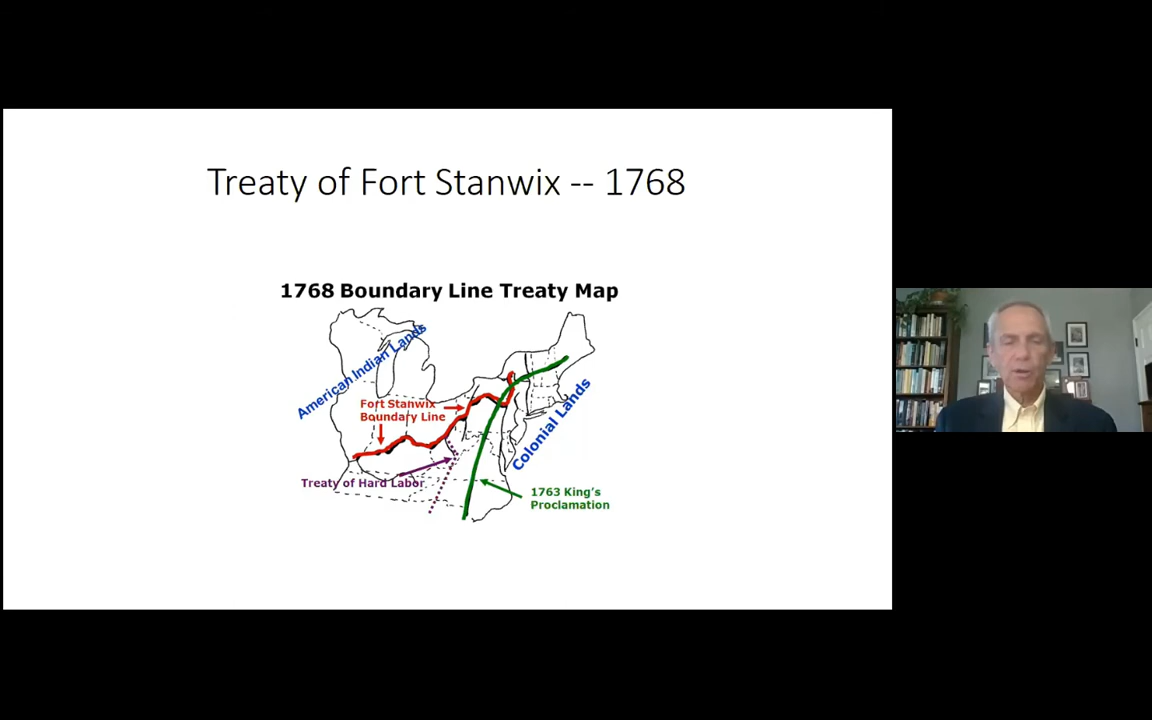 Treaty of Fort Stanwix -- 1768
1768 Boundary Line Treaty Map
American Indian Lands
Fort Stanwix
Boundary Line
Colonial Lands
Treaty of Hard Labor
1763 King's
Proclamation